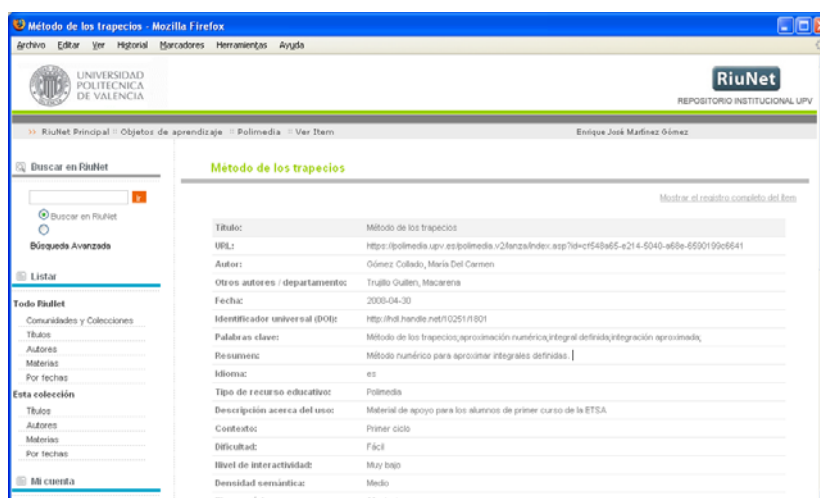 Método de los trapecios - Mozilla Firefox
Archivo Editar Ver Historial Marcadores Herramientas Ayuda
UNIVERSIDAD
POLITECNICA
DE VALENCIA
RiuNet
REPOSITORIO INSTITUCIONAL UPV
RiuNet Principal Objetos de aprendizaje Polimedia Ver Item
Enrique José Martínez Gómez
Buscar en RiuNet
Ir
Buscar en RiuNet
Búsqueda Avanzada
Listar
Todo RiuNet
Comunidades y Colecciones
Títulos
Autores
Materias
Por fechas
Esta colección
Títulos
Autores
Materias
Por fechas
Mi cuenta
Método de los trapecios
Mostrar el registro completo del ítem
Título: Método de los trapecios
URL: https://polimedia.upv.es/polimedia.v2/lanza/index.asp?id=cf548a65-e214-5040-a68e-6590199c6641
Autor: Gómez Collado, María Del Carmen
Otros autores / departamento: Trujillo Guillen, Macarena
Fecha: 2008-04-30
Identificador universal (DOI): http://hdl.handle.net/10251/1801
Palabras clave: Método de los trapecios;aproximación numérica;integral definida;integración aproximada;
Resumen: Método numérico para aproximar integrales definidas.
Idioma: es
Tipo de recurso educativo: Polimedia
Descripción acerca del uso: Material de apoyo para los alumnos de primer curso de la ETSA
Contexto: Primer ciclo
Dificultad: Fácil
Nivel de interactividad: Muy bajo
Densidad semántica: Medio